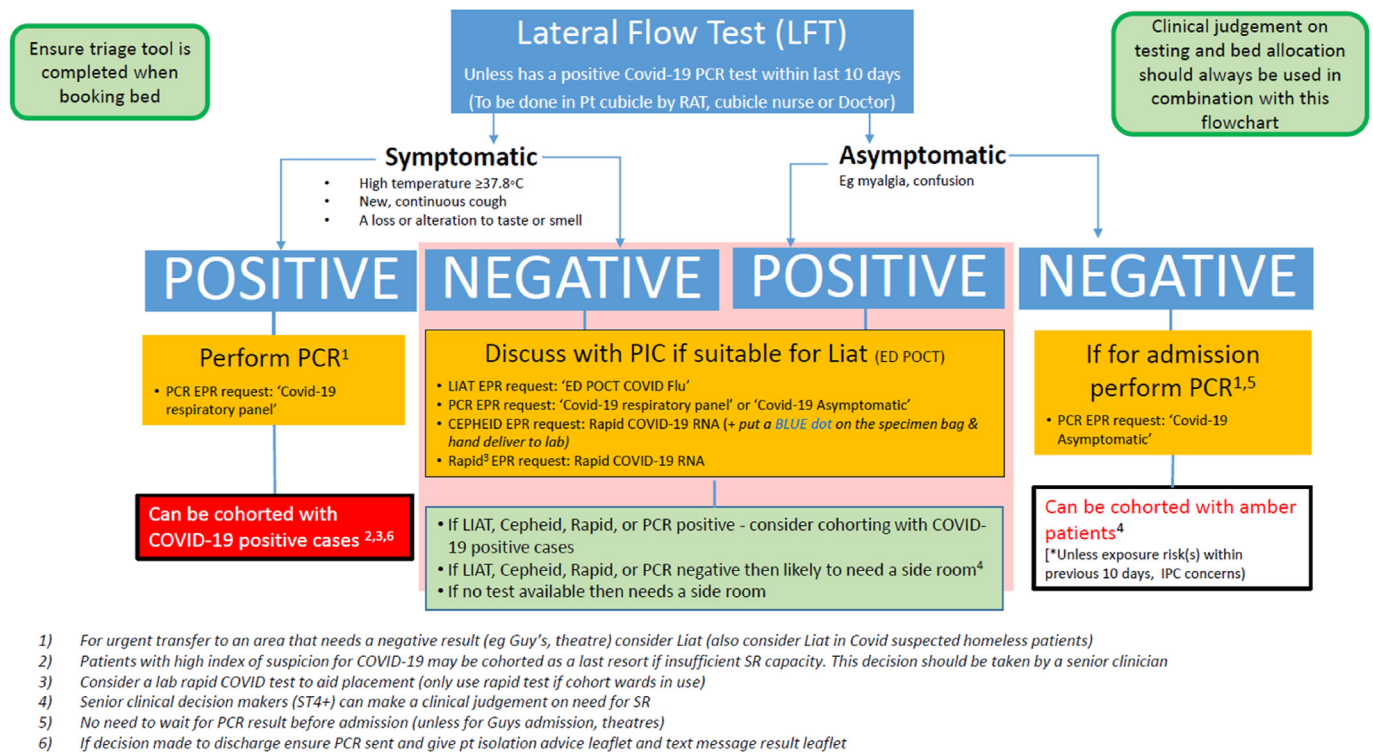 Ensure triage tool is
completed when
booking bed
Lateral Flow Test (LFT)
Unless has a positive Covid-19 PCR test within last 10 days
(To be done in Pt cubicle by RAT, cubicle nurse or Doctor)
Clinical judgement on
testing and bed allocation
should always be used in
combination with this
flowchart
Symptomatic
• High temperature ≥37.8◦C
• New, continuous cough
• A loss or alteration to taste or smell
Asymptomatic
Eg myalgia, confusion
POSITIVE
NEGATIVE
POSITIVE
NEGATIVE
Perform PCR¹
• PCR EPR request: ‘Covid-19
respiratory panel’
Discuss with PIC if suitable for Liat (ED POCT)
• LIAT EPR request: ‘ED POCT COVID Flu’
• PCR EPR request: ‘Covid-19 respiratory panel’ or ‘Covid-19 Asymptomatic’
• CEPHEID EPR request: Rapid COVID-19 RNA (+ put a BLUE dot on the specimen bag &
hand deliver to lab)
• Rapid³ EPR request: Rapid COVID-19 RNA
If for admission
perform PCR¹,⁵
• PCR EPR request: ‘Covid-19
Asymptomatic’
Can be cohorted with
COVID-19 positive cases ²,³,⁶
• If LIAT, Cepheid, Rapid, or PCR positive - consider cohorting with COVID-
19 positive cases
• If LIAT, Cepheid, Rapid, or PCR negative then likely to need a side room⁴
• If no test available then needs a side room
Can be cohorted with amber
patients⁴
[*Unless exposure risk(s) within
previous 10 days, IPC concerns)
1) For urgent transfer to an area that needs a negative result (eg Guy’s, theatre) consider Liat (also consider Liat in Covid suspected homeless patients)
2) Patients with high index of suspicion for COVID-19 may be cohorted as a last resort if insufficient SR capacity. This decision should be taken by a senior clinician
3) Consider a lab rapid COVID test to aid placement (only use rapid test if cohort wards in use)
4) Senior clinical decision makers (ST4+) can make a clinical judgement on need for SR
5) No need to wait for PCR result before admission (unless for Guys admission, theatres)
6) If decision made to discharge ensure PCR sent and give pt isolation advice leaflet and text message result leaflet